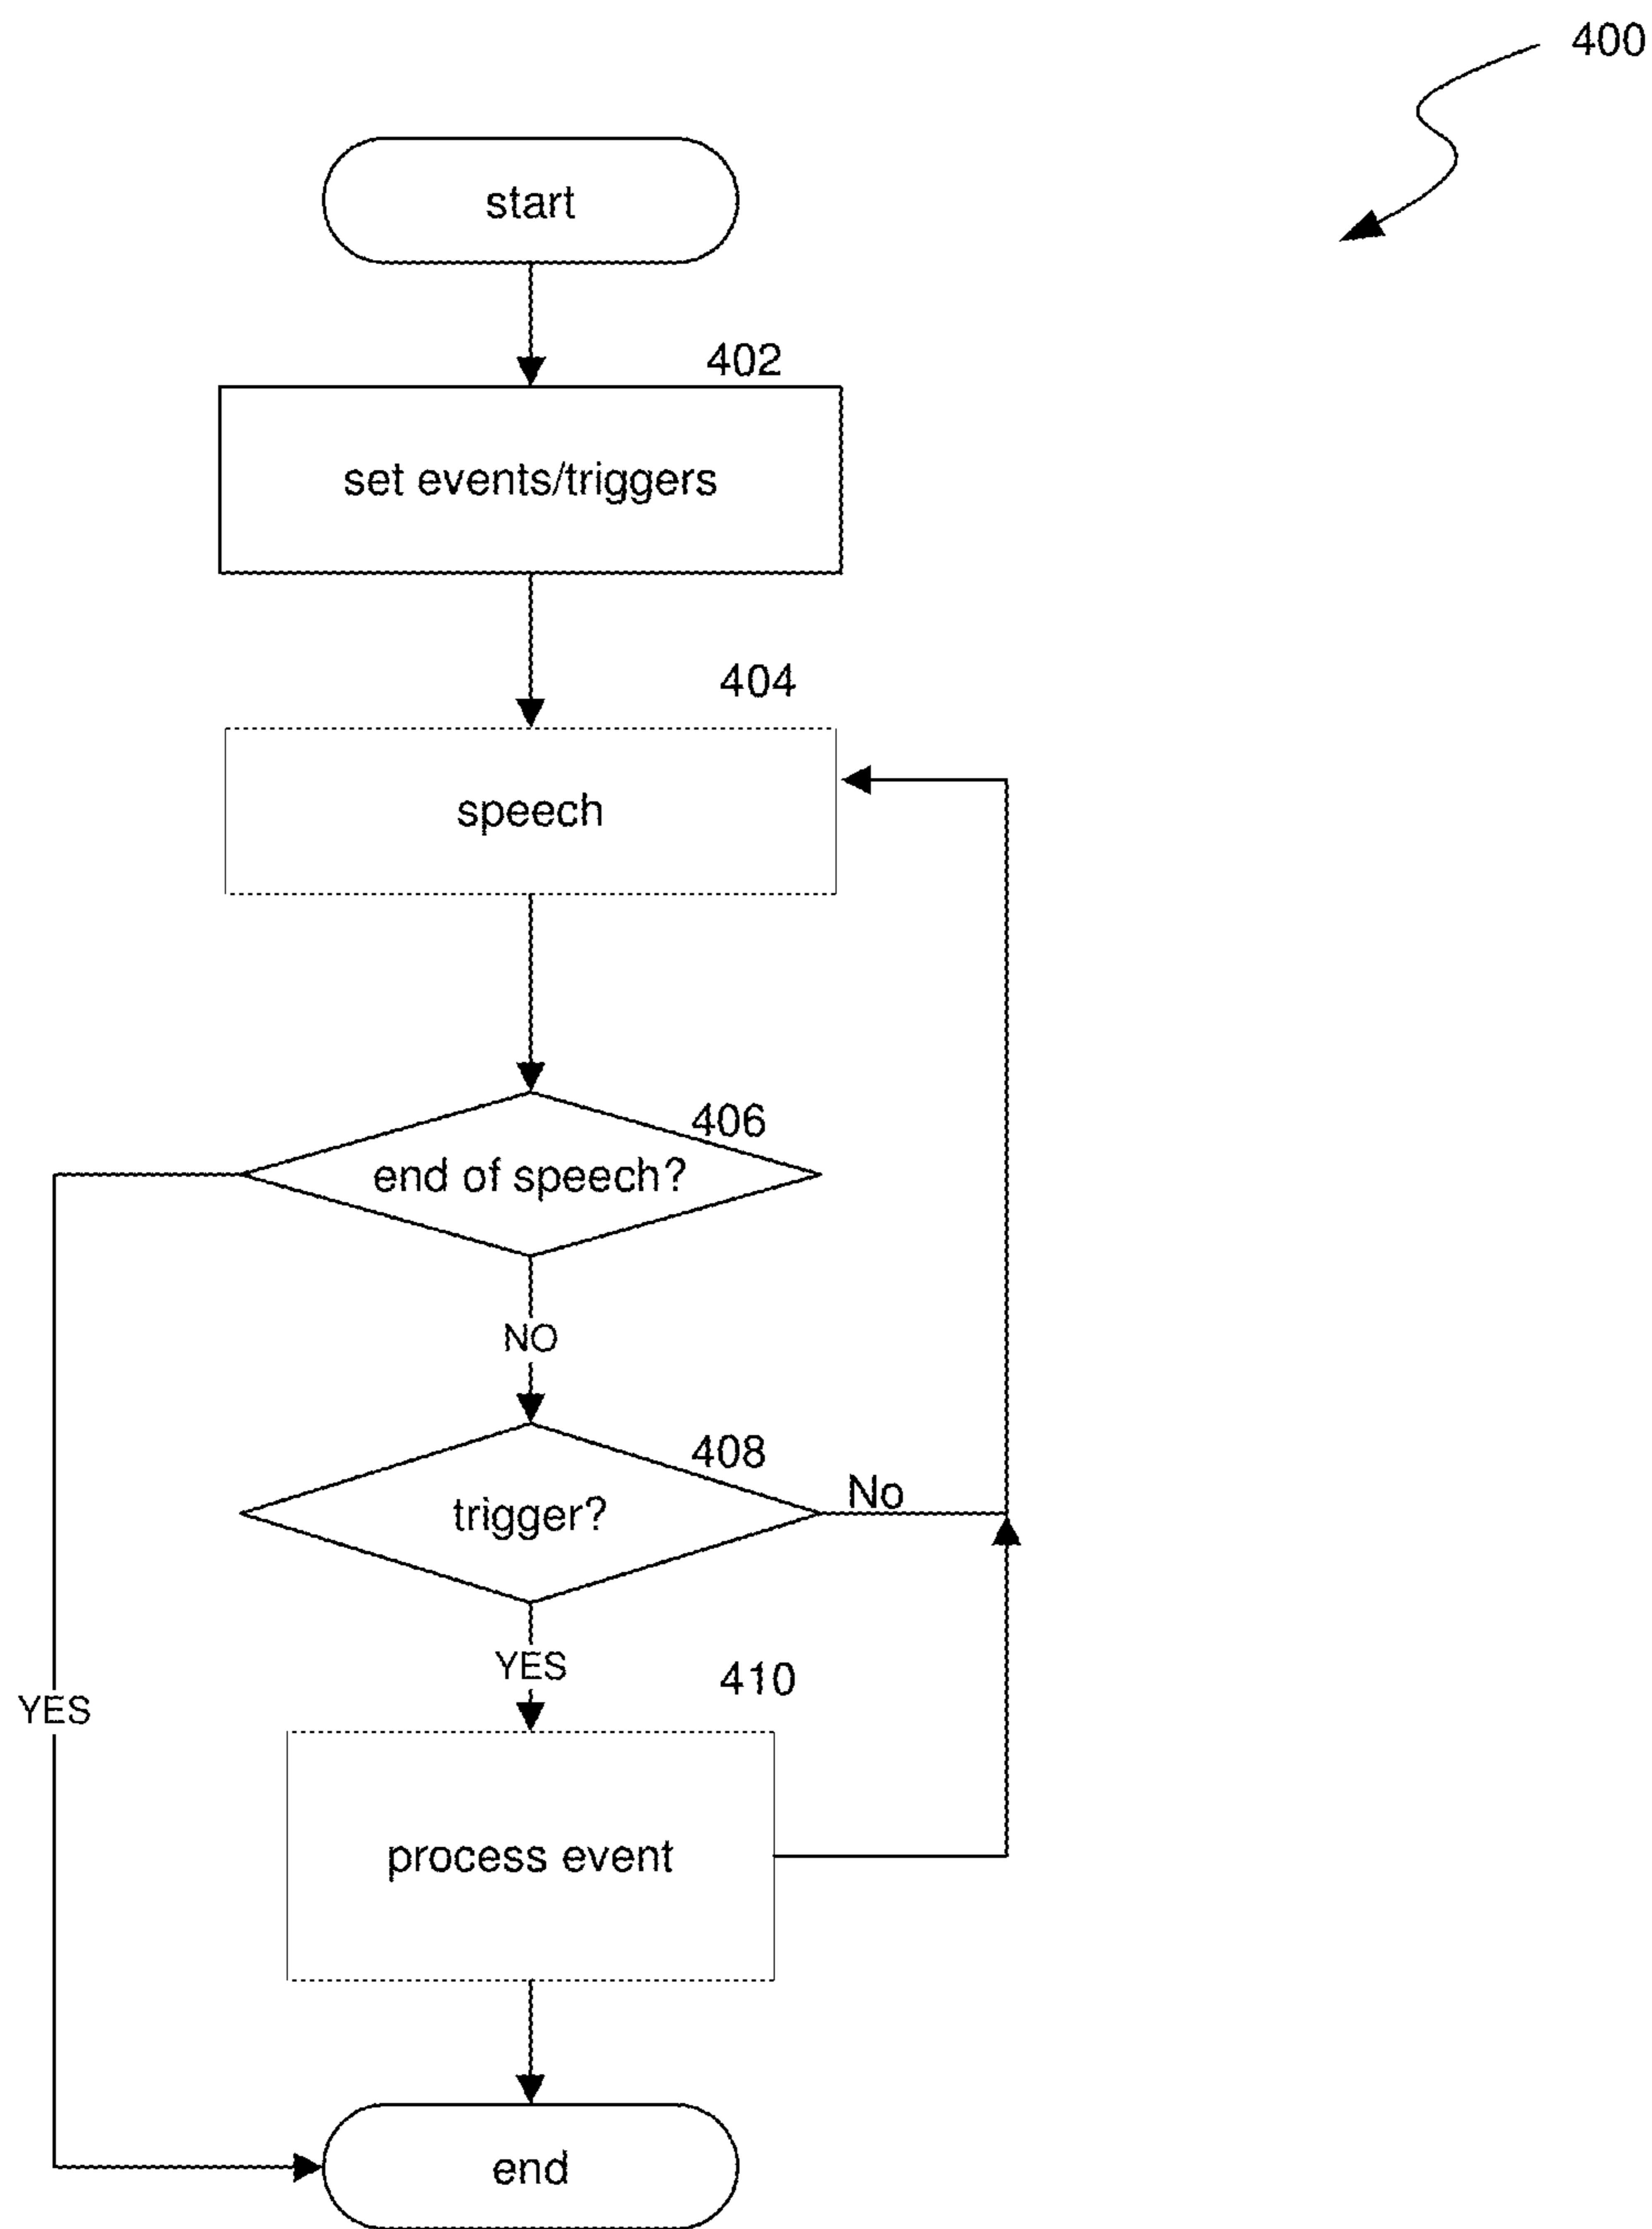 400
start
402
set events/triggers
404
speech
406
end of speech?
NO
408
trigger?
No
YES
410
YES
process event
end